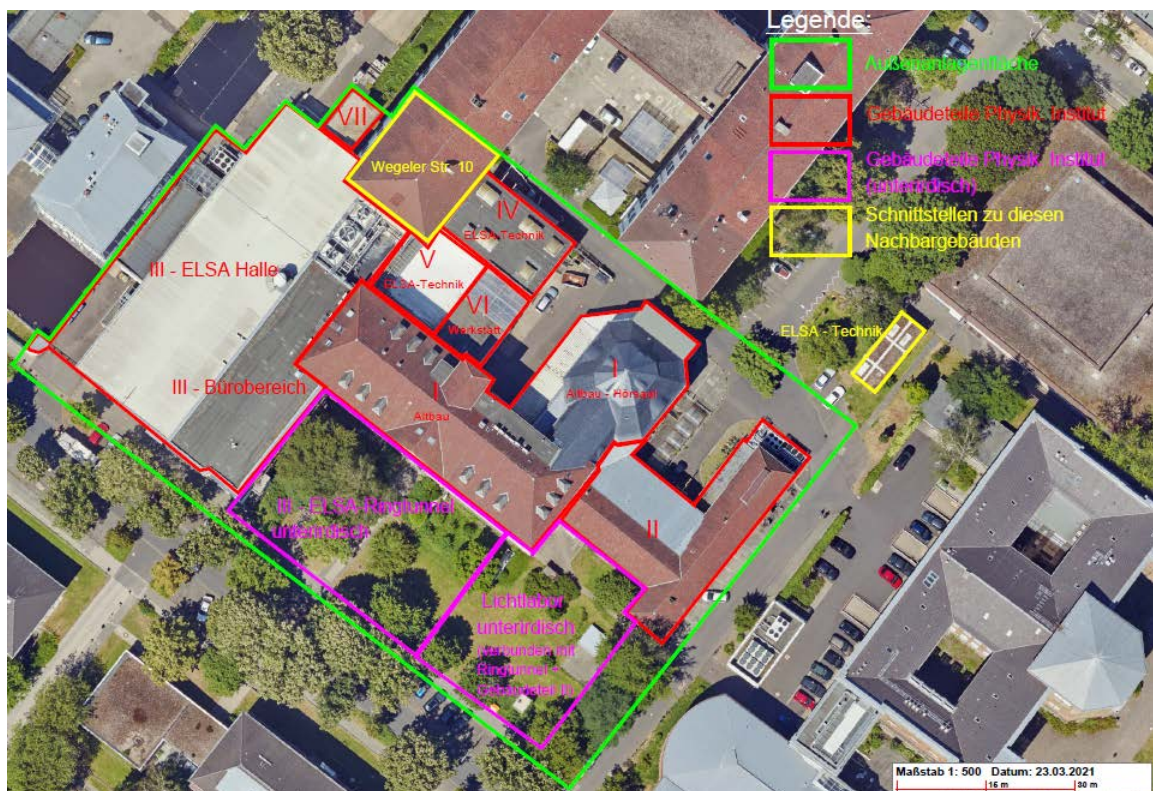 Legende:
Außenanlagenfläche
Gebäudeteile Physik. Institut
Gebäudeteile Physik. Institut
(unterirdisch)
Schnittstellen zu diesen
Nachbargebäuden
VII
Wegeler Str. 10
IV
ELSA-Technik
V
ELSA-Technik
VI
Werkstatt
III - ELSA Halle
III - Bürobereich
I
Altbau
I
Altbau - Hörsaal
ELSA - Technik
II
III - ELSA-Ringtunnel
unterirdisch
Lichtlabor
unterirdisch
(verbunden mit
Ringtunnel +
Gebäudeteil II)
Maßstab 1: 500 Datum: 23.03.2021
15 m
30 m